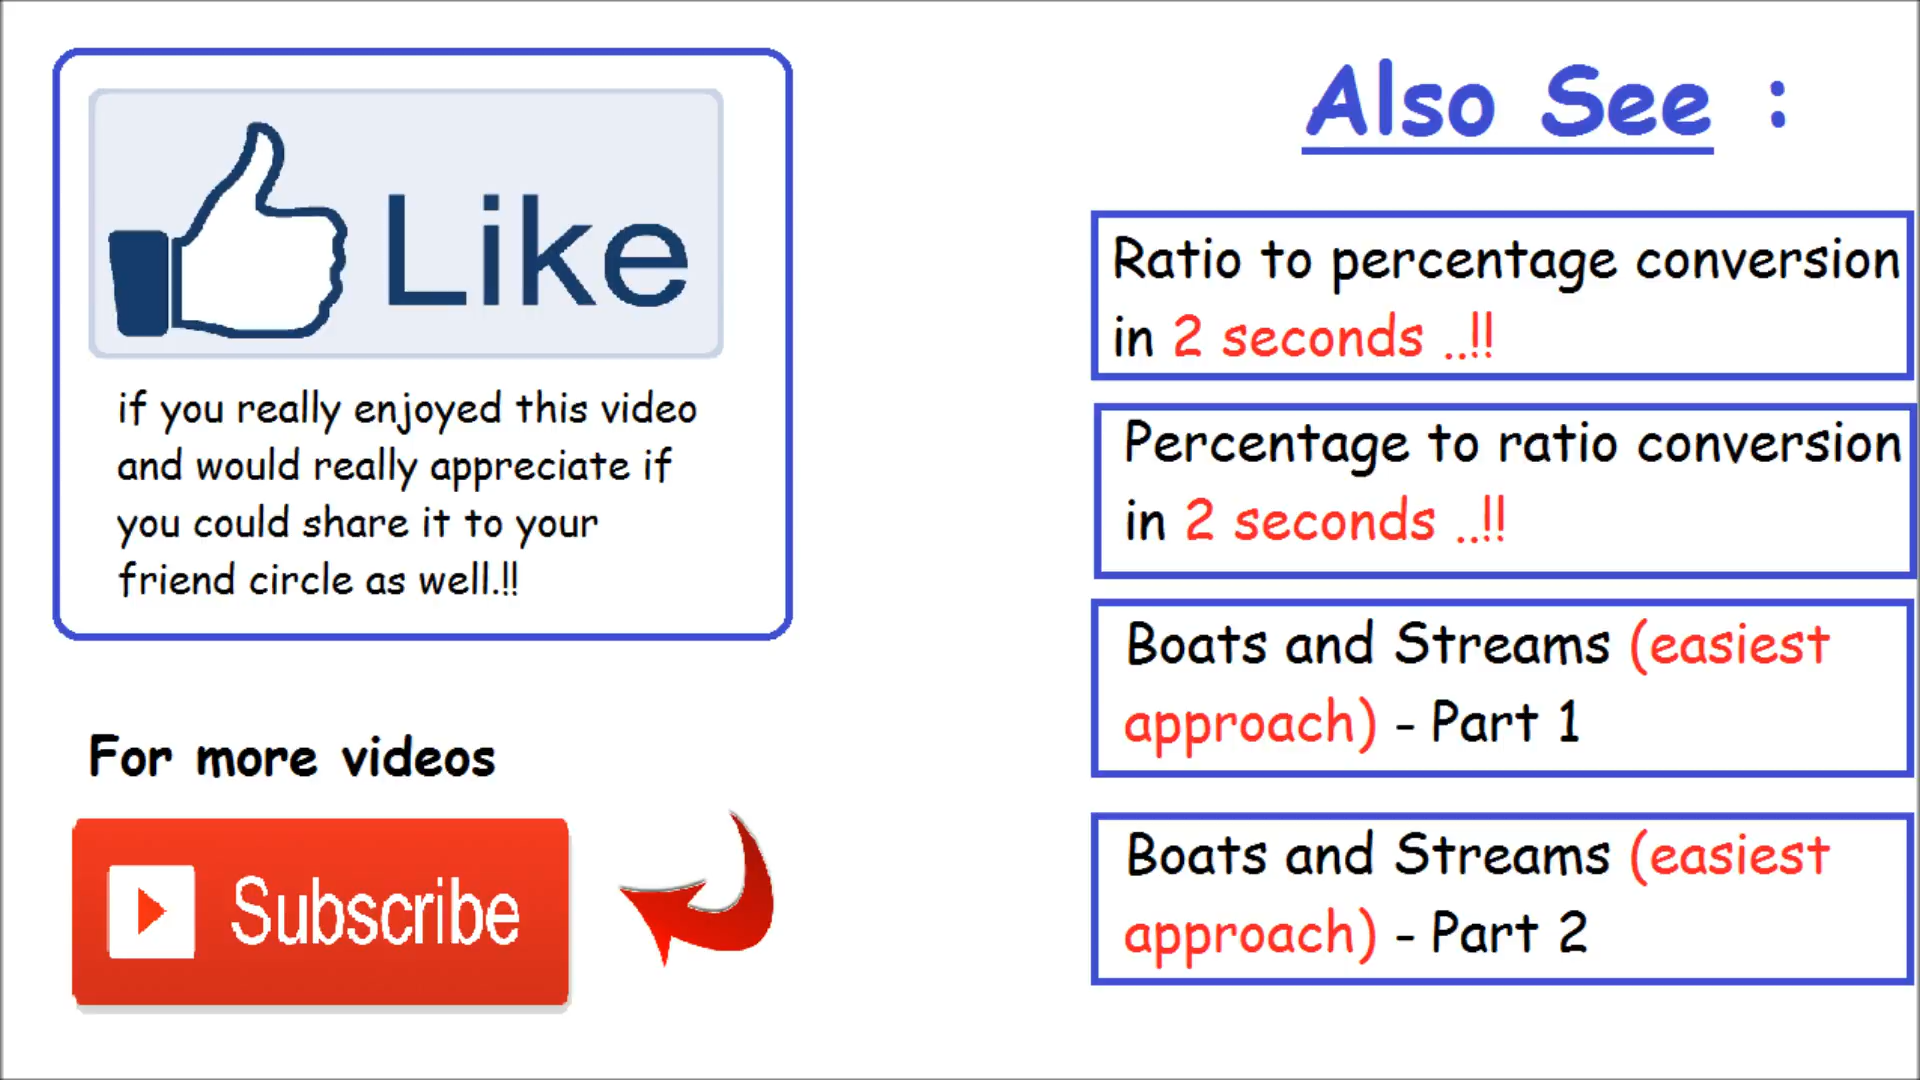 Like
if you really enjoyed this video
and would really appreciate if
you could share it to your
friend circle as well.!!
For more videos
Subscribe
Also See :
Ratio to percentage conversion
in 2 seconds ..!!
Percentage to ratio conversion
in 2 seconds ..!!
Boats and Streams (easiest
approach) - Part 1
Boats and Streams (easiest
approach) - Part 2